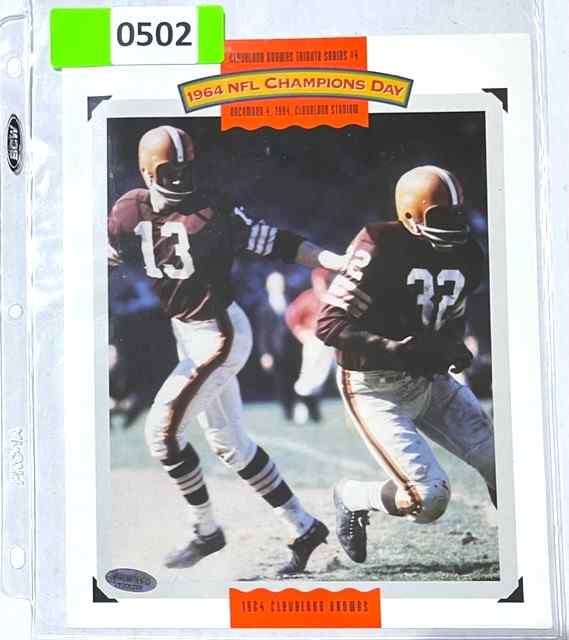 0502
CLEVELAND BROWNS TRIBUTE SERIES #4
1964 NFL CHAMPIONS DAY
DECEMBER 4, 1994, CLEVELAND STADIUM
BCW
13
32
32
1964 CLEVELAND BROWNS